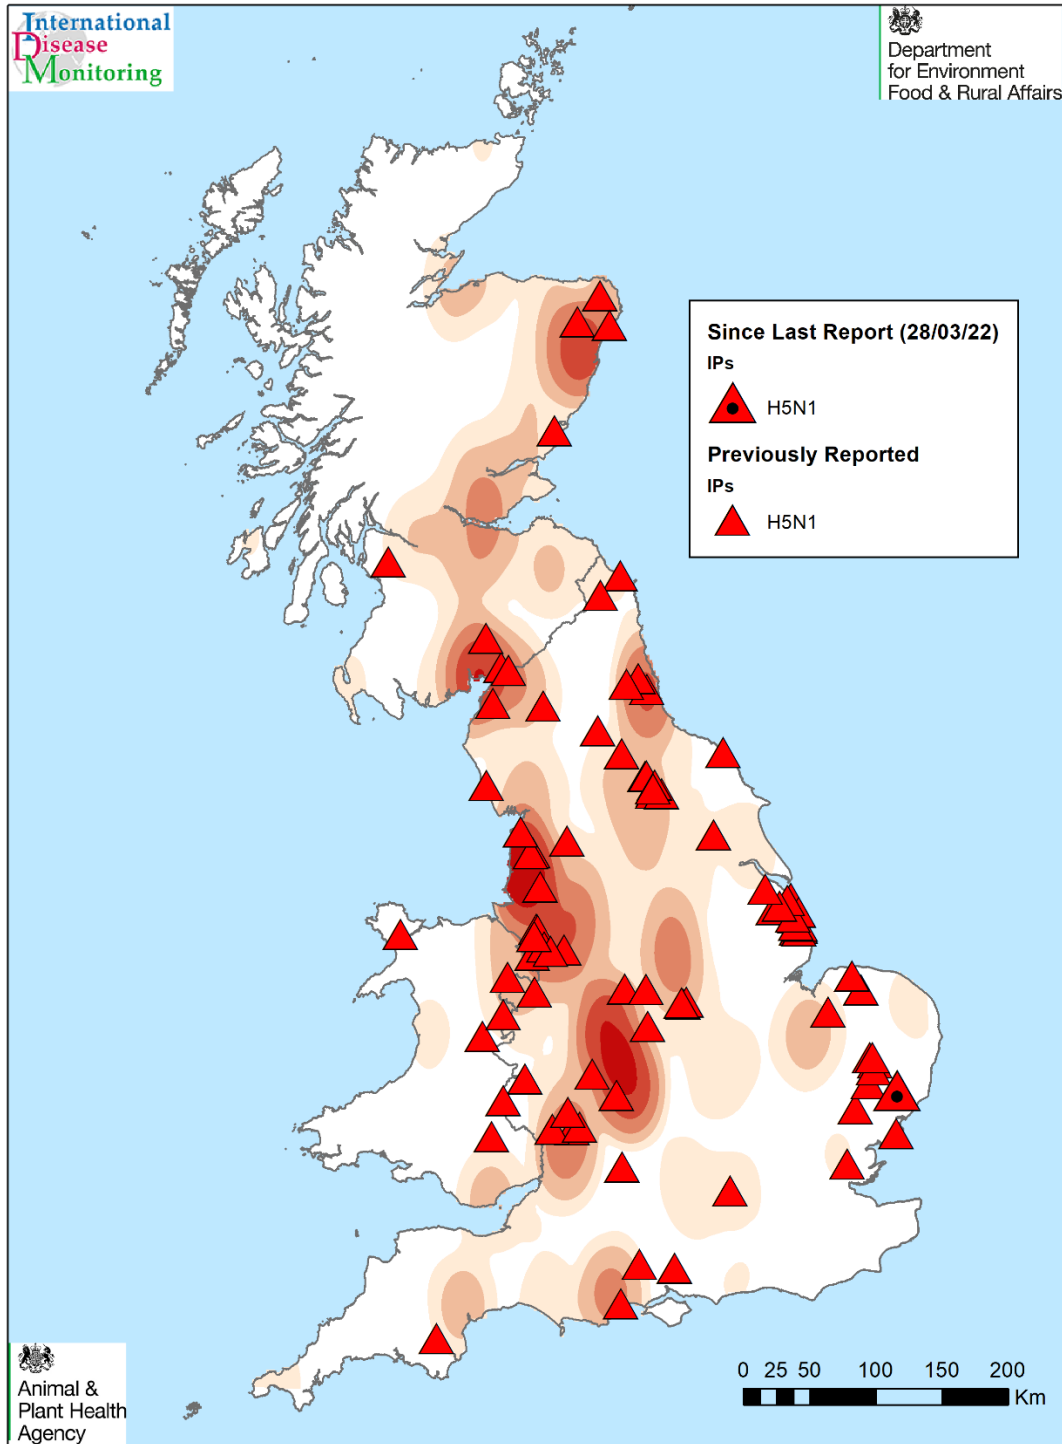 International
Disease
Monitoring
Department
for Environment
Food & Rural Affairs
Since Last Report (28/03/22)
IPs
H5N1
Previously Reported
IPs
H5N1
0 25 50 100 150 200
Km
Animal &
Plant Health
Agency